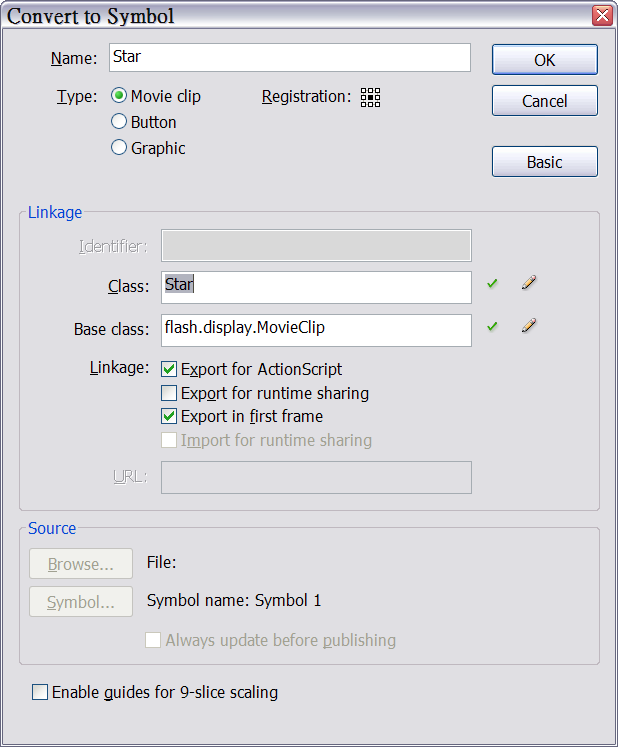 Convert to Symbol
Name: Star
OK
Type: Movie clip
Registration:
Cancel
Button
Graphic
Basic
Linkage
Identifier:
Class: Star
Base class: flash.display.MovieClip
Linkage: Export for ActionScript
Export for runtime sharing
Export in first frame
Import for runtime sharing
URL:
Source
Browse... File:
Symbol... Symbol name: Symbol 1
Always update before publishing
Enable guides for 9-slice scaling